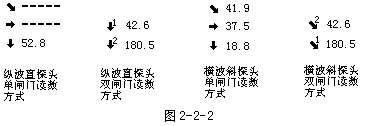 ↘ ------
→ ------
↓ 52.8
纵波直探头
单闸门读数
方式
↓1 42.6
↓2 180.5
纵波直探头
双闸门读数
方式
↘ 41.9
→ 37.5
↓ 18.8
横波斜探头
单闸门读数
方式
↘2 42.6
↘1 180.5
横波斜探头
双闸门读数
方式
图2-2-2